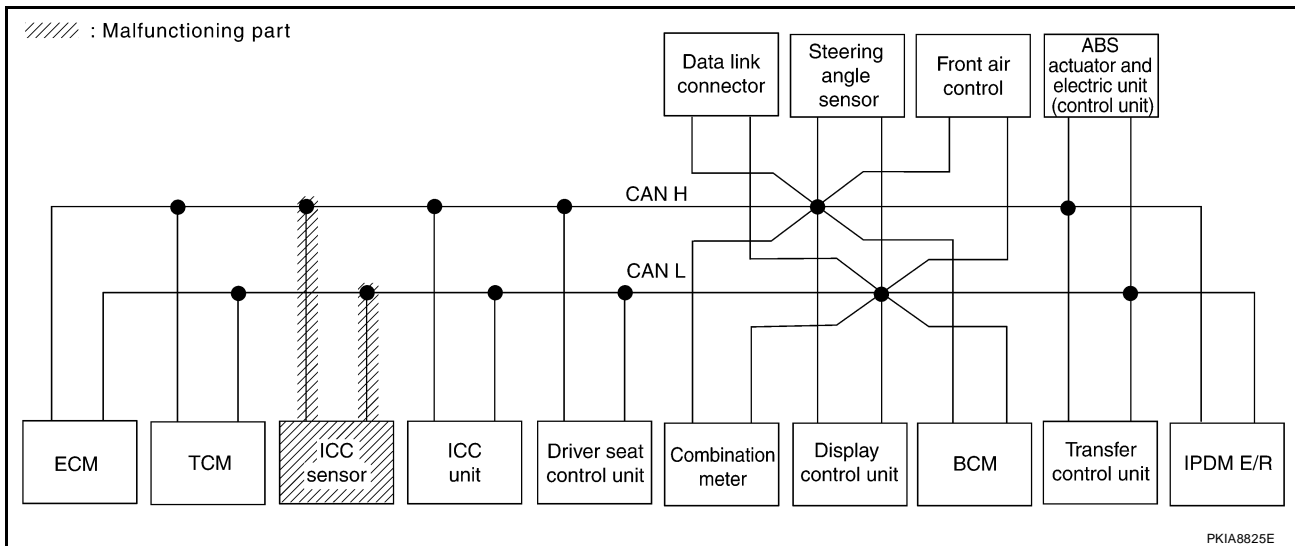 : Malfunctioning part
Data link
connector
Steering
angle
sensor
Front air
control
ABS
actuator and
electric unit
(control unit)
CAN H
CAN L
ECM
TCM
ICC
sensor
ICC
unit
Driver seat
control unit
Combination
meter
Display
control unit
BCM
Transfer
control unit
IPDM E/R
PKIA8825E